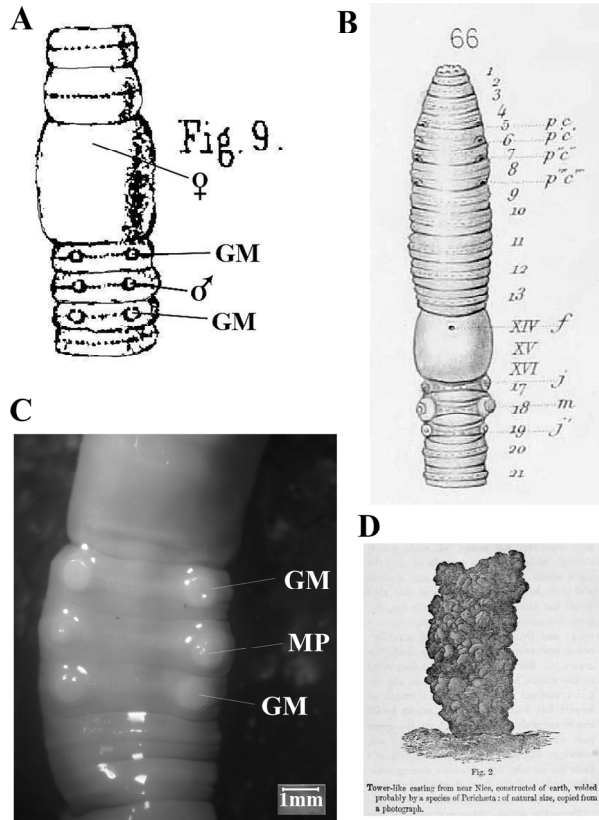 A
Fig. 9.
♀
GM
♂
GM
B
66
1
2
3
4
5 pc
6 p'c'
7 p"c"
8 p'''c'''
9
10
11
12
13
XIV f
XV
XVI
17 j
18 m
19 j'
20
21
C
GM
MP
GM
1mm
D
Fig. 2.
Tower-like casting from near Nice, constructed of earth, voided
probably by a species of Perichæta: of natural size, copied from
a photograph.